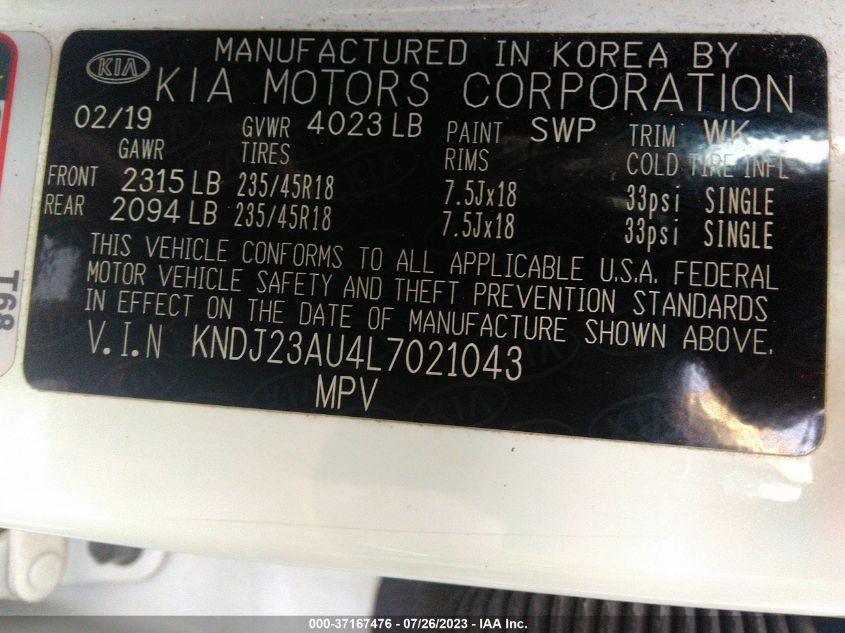 KIA MANUFACTURED IN KOREA BY
KIA MOTORS CORPORATION
02/19 GVWR 4023 LB PAINT SWP TRIM WK
GAWR TIRES RIMS COLD TIRE INFL
FRONT 2315 LB 235/45R18 7.5Jx18 33psi SINGLE
REAR 2094 LB 235/45R18 7.5Jx18 33psi SINGLE
THIS VEHICLE CONFORMS TO ALL APPLICABLE U.S.A. FEDERAL
MOTOR VEHICLE SAFETY AND THEFT PREVENTION STANDARDS
IN EFFECT ON THE DATE OF MANUFACTURE SHOWN ABOVE.
V.I.N KNDJ23AU4L7021043
MPV
T68
000-37167476 - 07/26/2023 - IAA Inc.